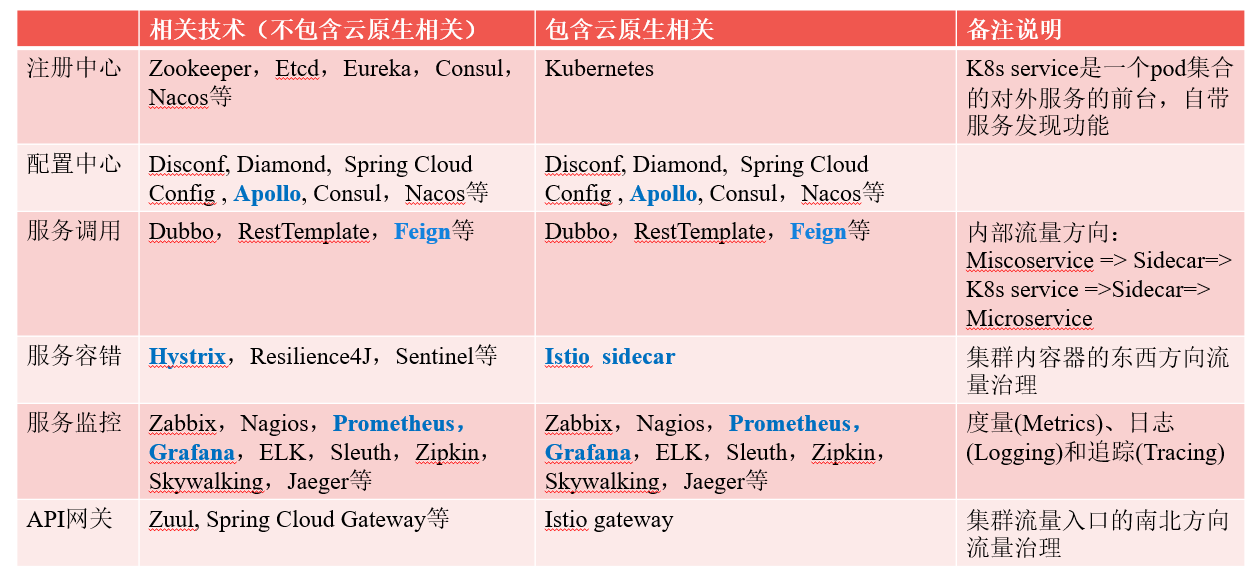 相关技术（不包含云原生相关）
包含云原生相关
备注说明
注册中心
Zookeeper，Etcd，Eureka，Consul，
Nacos等
Kubernetes
K8s service是一个pod集合
的对外服务的前台，自带
服务发现功能
配置中心
Disconf, Diamond,  Spring Cloud
Config , Apollo, Consul，Nacos等
Disconf, Diamond,  Spring Cloud
Config , Apollo, Consul，Nacos等
服务调用
Dubbo，RestTemplate，Feign等
Dubbo，RestTemplate，Feign等
内部流量方向：
Miscoservice => Sidecar=>
K8s service =>Sidecar=>
Microservice
服务容错
Hystrix，Resilience4J，Sentinel等
Istio  sidecar
集群内容器的东西方向流
量治理
服务监控
Zabbix，Nagios，Prometheus，
Grafana，ELK，Sleuth，Zipkin，
Skywalking，Jaeger等
Zabbix，Nagios，Prometheus，
Grafana，ELK，Sleuth，Zipkin，
Skywalking，Jaeger等
度量(Metrics)、日志
(Logging)和追踪(Tracing)
API网关
Zuul, Spring Cloud Gateway等
Istio gateway
集群流量入口的南北方向
流量治理